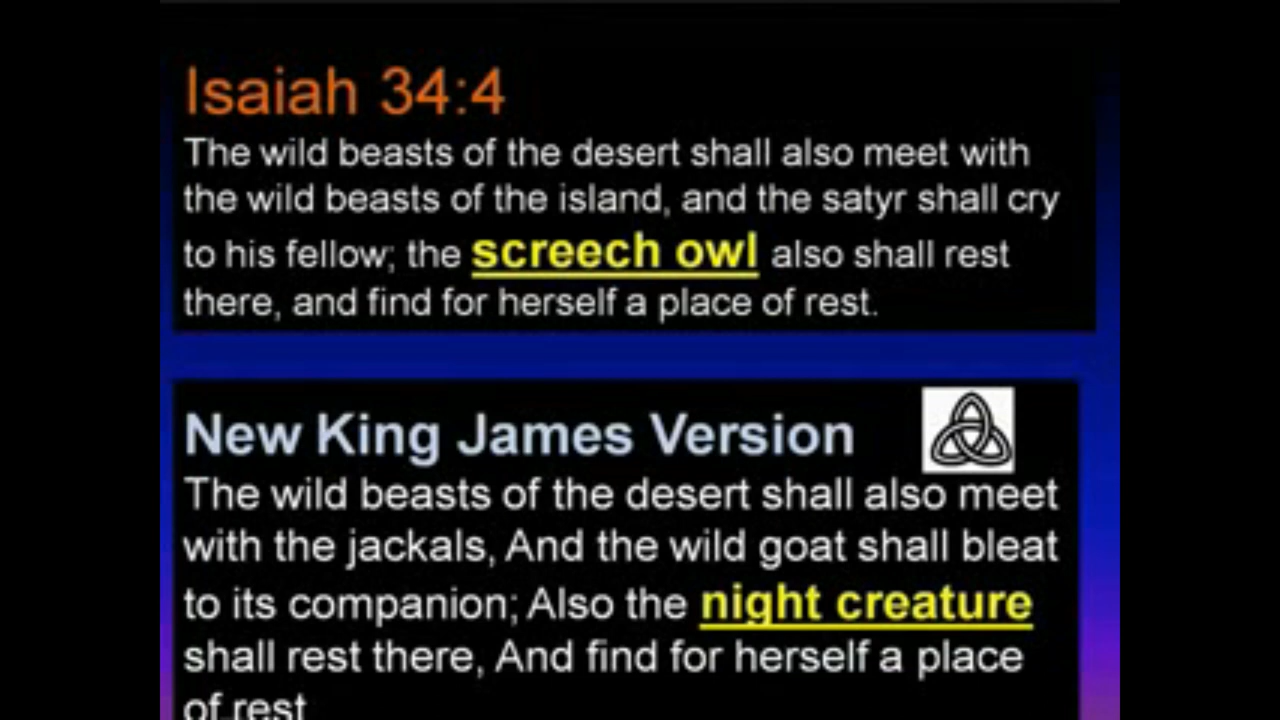 Isaiah 34:4
The wild beasts of the desert shall also meet with
the wild beasts of the island, and the satyr shall cry
to his fellow; the screech owl also shall rest
there, and find for herself a place of rest.
New King James Version
The wild beasts of the desert shall also meet
with the jackals, And the wild goat shall bleat
to its companion; Also the night creature
shall rest there, And find for herself a place
of rest